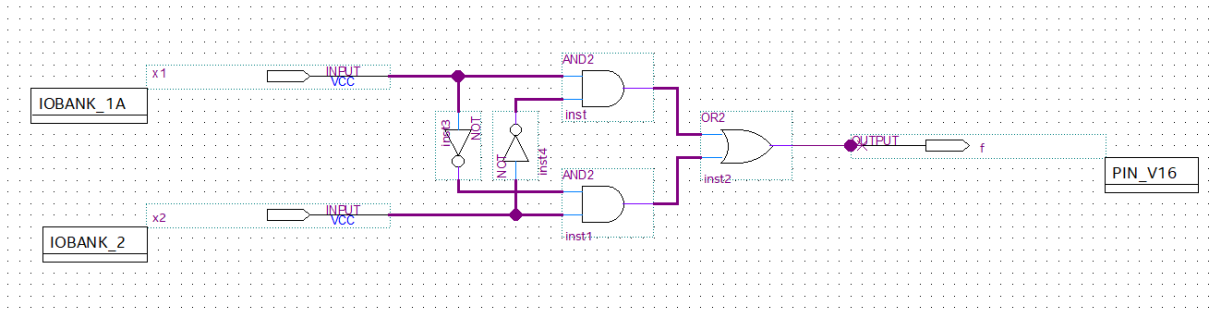 AND2
x1
INPUT
VCC
IOBANK_1A
inst
OR2
inst3
NOT
NOT
inst4
OUTPUT
f
AND2
inst2
PIN_V16
x2
INPUT
VCC
IOBANK_2
inst1